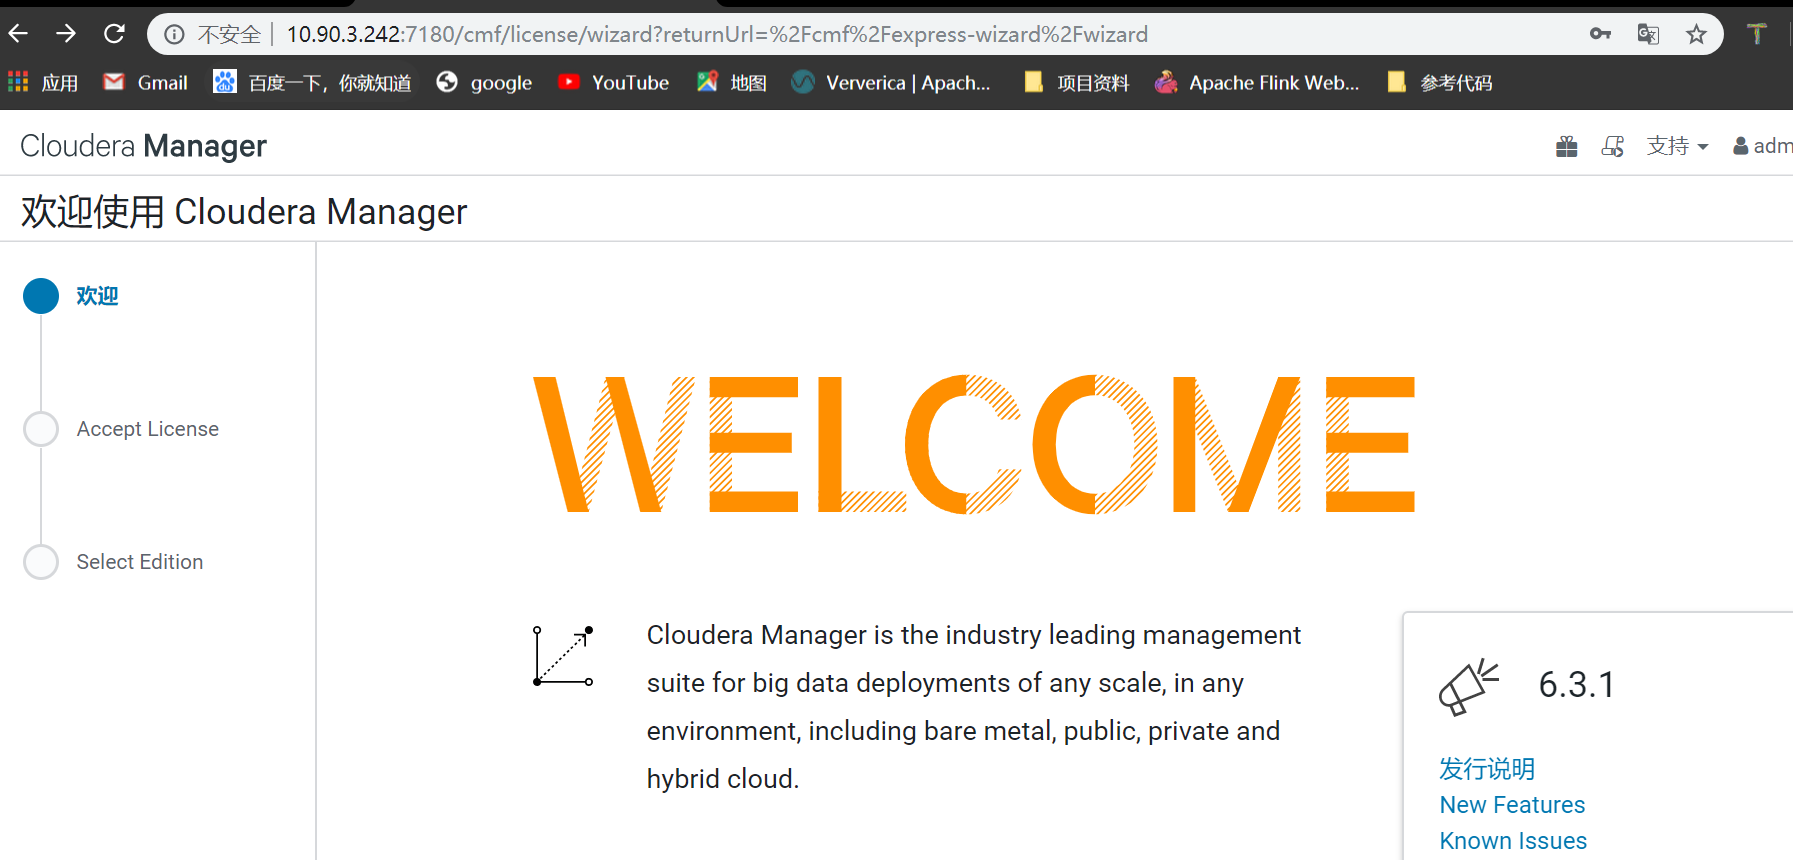 不安全 10.90.3.242:7180/cmf/license/wizard?returnUrl=%2Fcmf%2Fexpress-wizard%2Fwizard
应用 Gmail 百度一下，你就知道 google YouTube 地图 Ververica | Apach... 项目资料 Apache Flink Web... 参考代码
Cloudera Manager 支持 adm
欢迎使用 Cloudera Manager
欢迎
Accept License
Select Edition
WELCOME
Cloudera Manager is the industry leading management
suite for big data deployments of any scale, in any
environment, including bare metal, public, private and
hybrid cloud.
6.3.1
发行说明
New Features
Known Issues